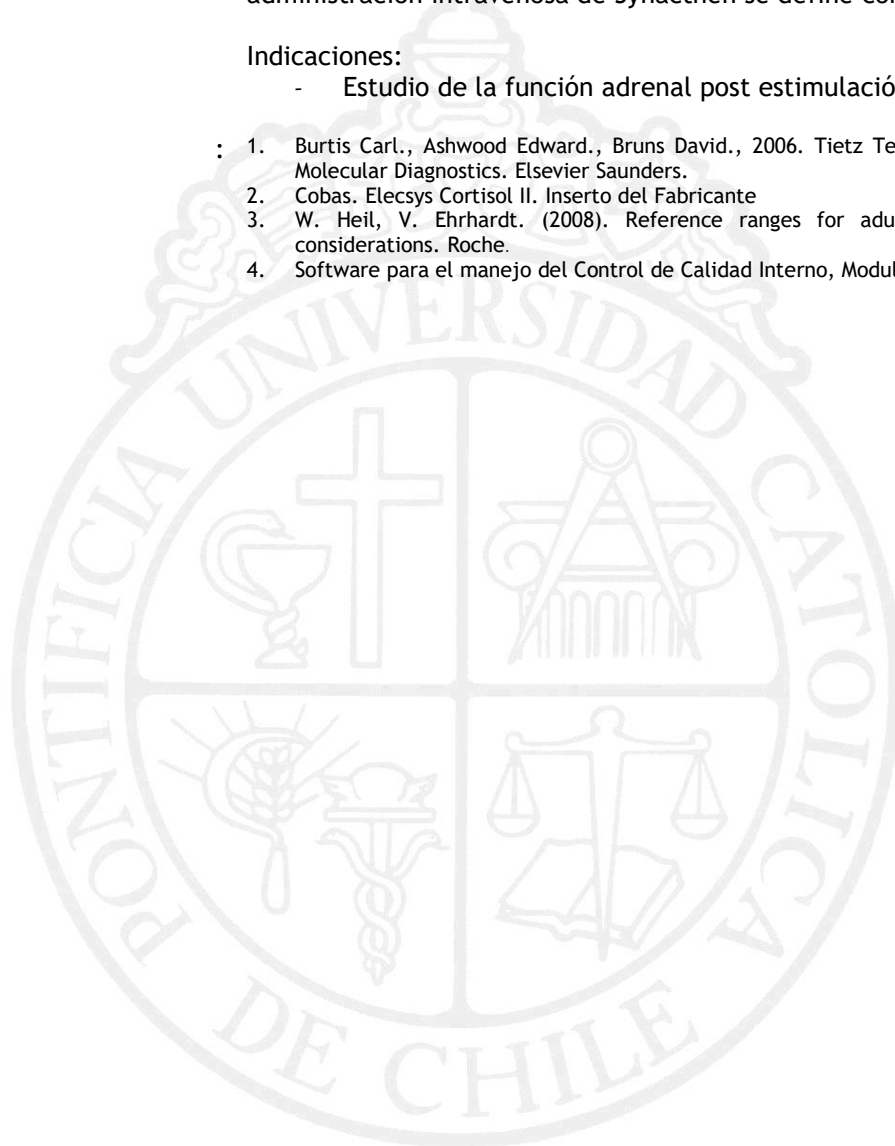 administración intravenosa de Synacthen se define co
Indicaciones:
- Estudio de la función adrenal post estimulació
: 1. Burtis Carl., Ashwood Edward., Bruns David., 2006. Tietz Te
Molecular Diagnostics. Elsevier Saunders.
2. Cobas. Elecsys Cortisol II. Inserto del Fabricante
3. W. Heil, V. Ehrhardt. (2008). Reference ranges for adu
considerations. Roche.
4. Software para el manejo del Control de Calidad Interno, Modul
PONTIFICIA UNIVERSIDAD CATOLICA
DE CHILE